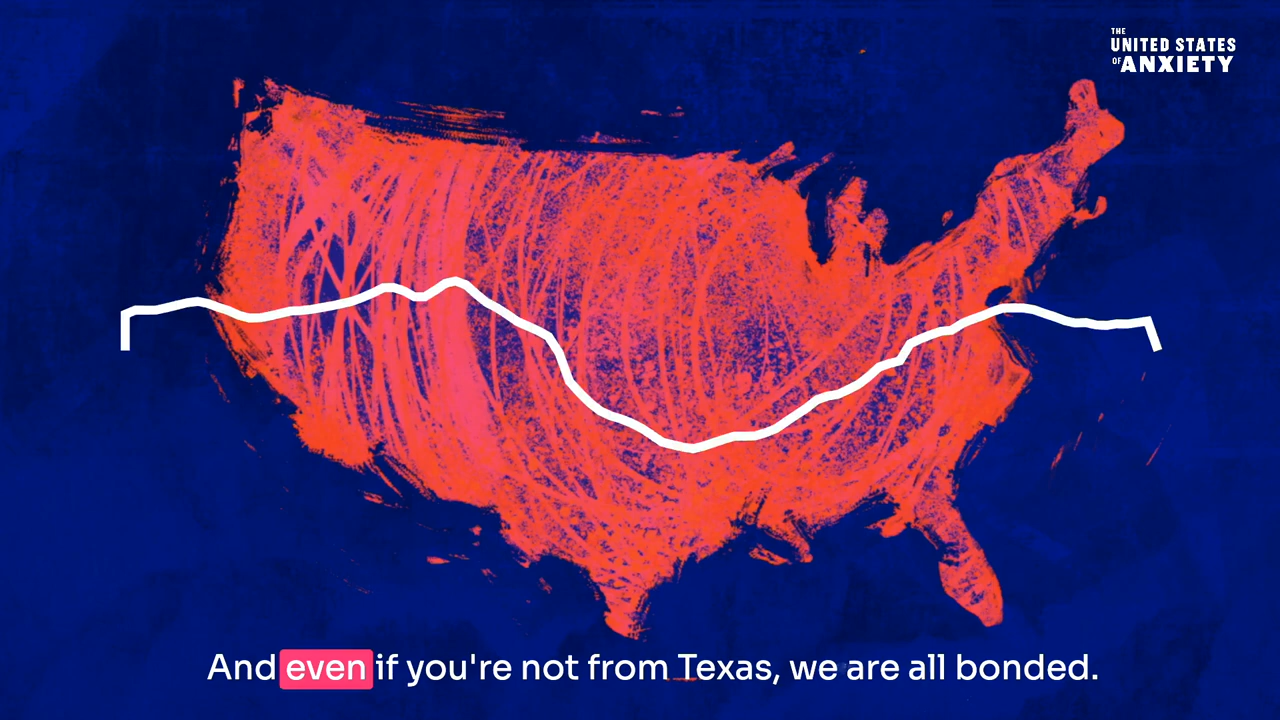 THE
UNITED STATES
OF ANXIETY
And even if you're not from Texas, we are all bonded.